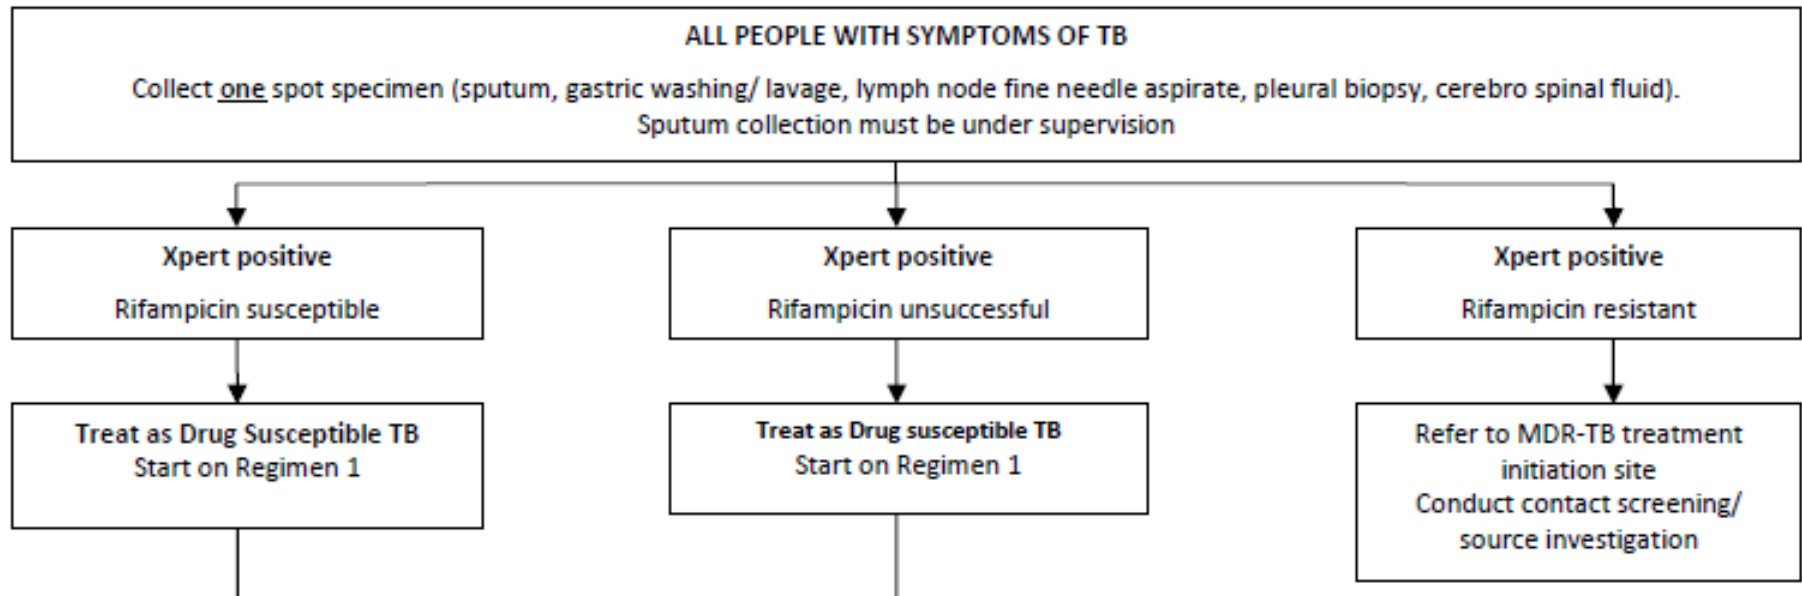 ALL PEOPLE WITH SYMPTOMS OF TB
Collect one spot specimen (sputum, gastric washing/ lavage, lymph node fine needle aspirate, pleural biopsy, cerebro spinal fluid).
Sputum collection must be under supervision
Xpert positive
Rifampicin susceptible
Xpert positive
Rifampicin unsuccessful
Xpert positive
Rifampicin resistant
Treat as Drug Susceptible TB
Start on Regimen 1
Treat as Drug susceptible TB
Start on Regimen 1
Refer to MDR-TB treatment
initiation site
Conduct contact screening/
source investigation